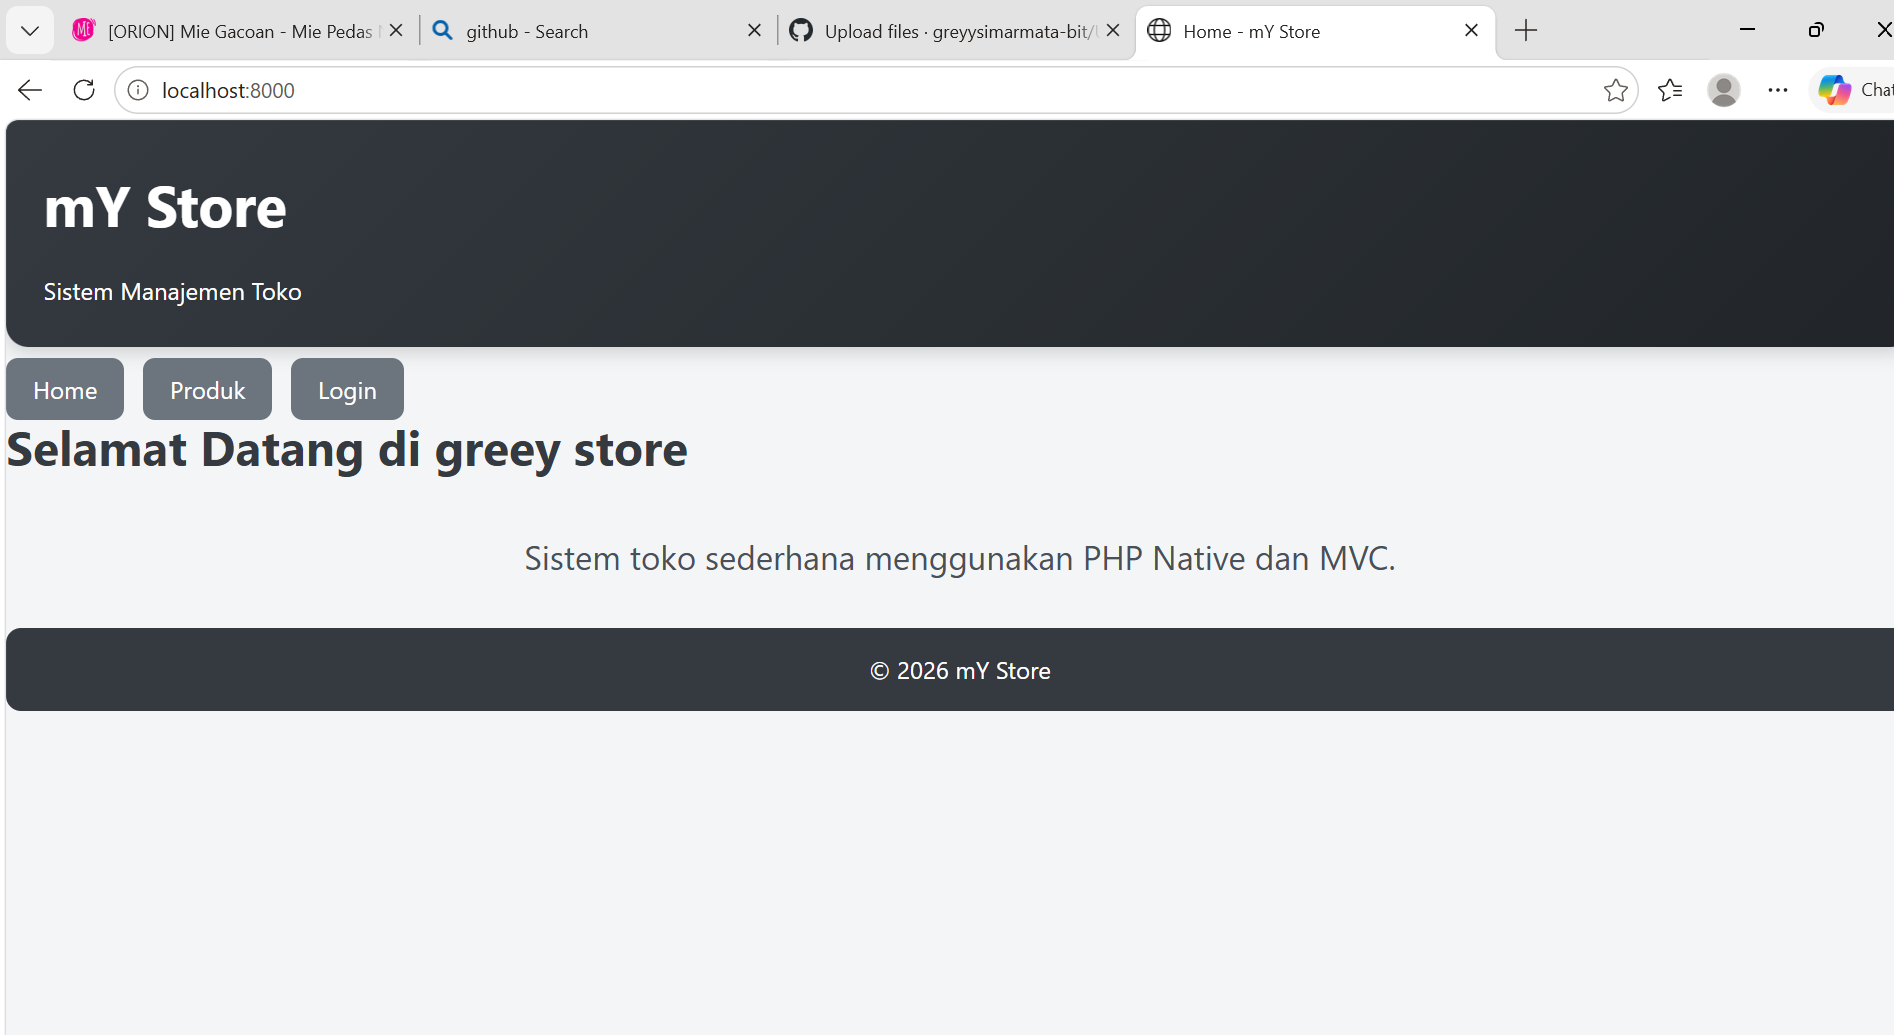 [ORION] Mie Gacoan - Mie Pedas
github - Search
Upload files · greyysimarmata-bit/
Home - mY Store
localhost:8000
Chat
mY Store
Sistem Manajemen Toko
Home
Produk
Login
Selamat Datang di greey store
Sistem toko sederhana menggunakan PHP Native dan MVC.
© 2026 mY Store